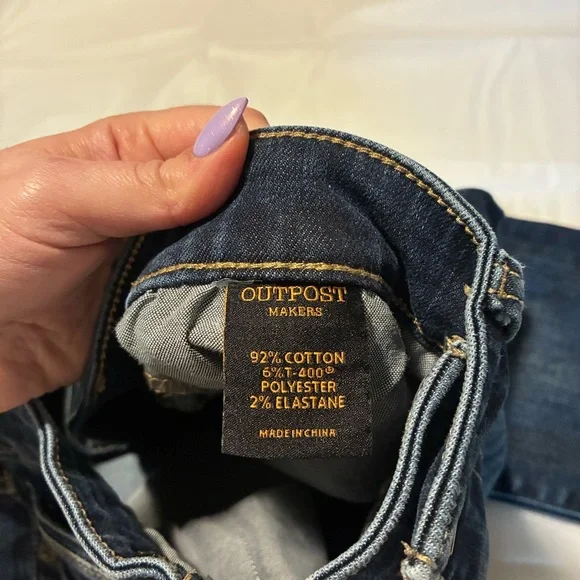 OUTPOST
MAKERS
92% COTTON
6% T-400®
POLYESTER
2% ELASTANE
MADE IN CHINA